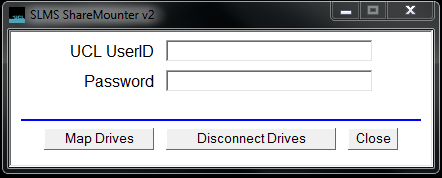 SLMS ShareMounter v2
UCL UserID
Password
Map Drives Disconnect Drives Close